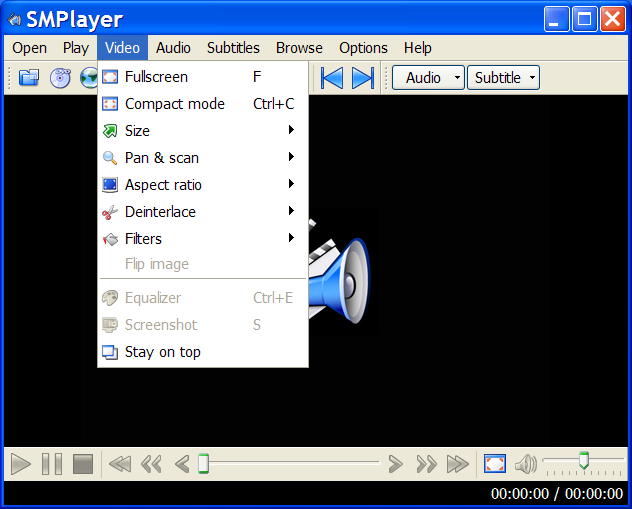 SMPlayer
Open Play Video Audio Subtitles Browse Options Help
Audio Subtitle
Fullscreen F
Compact mode Ctrl+C
Size
Pan & scan
Aspect ratio
Deinterlace
Filters
Flip image
Equalizer Ctrl+E
Screenshot S
Stay on top
00:00:00 / 00:00:00